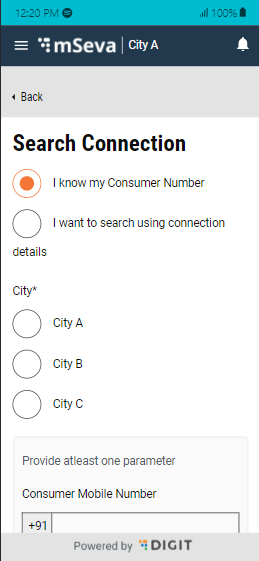 12:20 PM 100%
mSeva City A
Back
Search Connection
I know my Consumer Number
I want to search using connection
details
City*
City A
City B
City C
Provide atleast one parameter
Consumer Mobile Number
+91
Powered by DIGIT